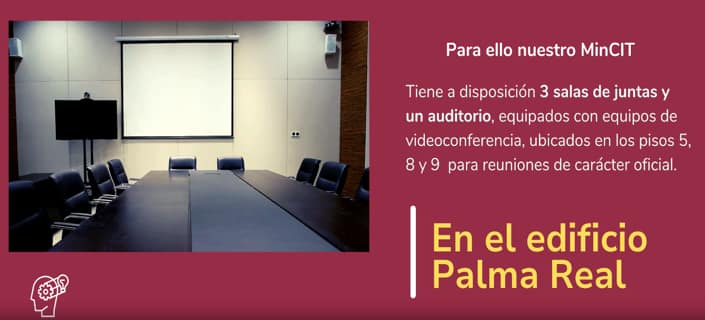 Para ello nuestro MinCIT
Tiene a disposición 3 salas de juntas y
un auditorio, equipados con equipos de
videoconferencia, ubicados en los pisos 5,
8 y 9 para reuniones de carácter oficial.
En el edificio
Palma Real